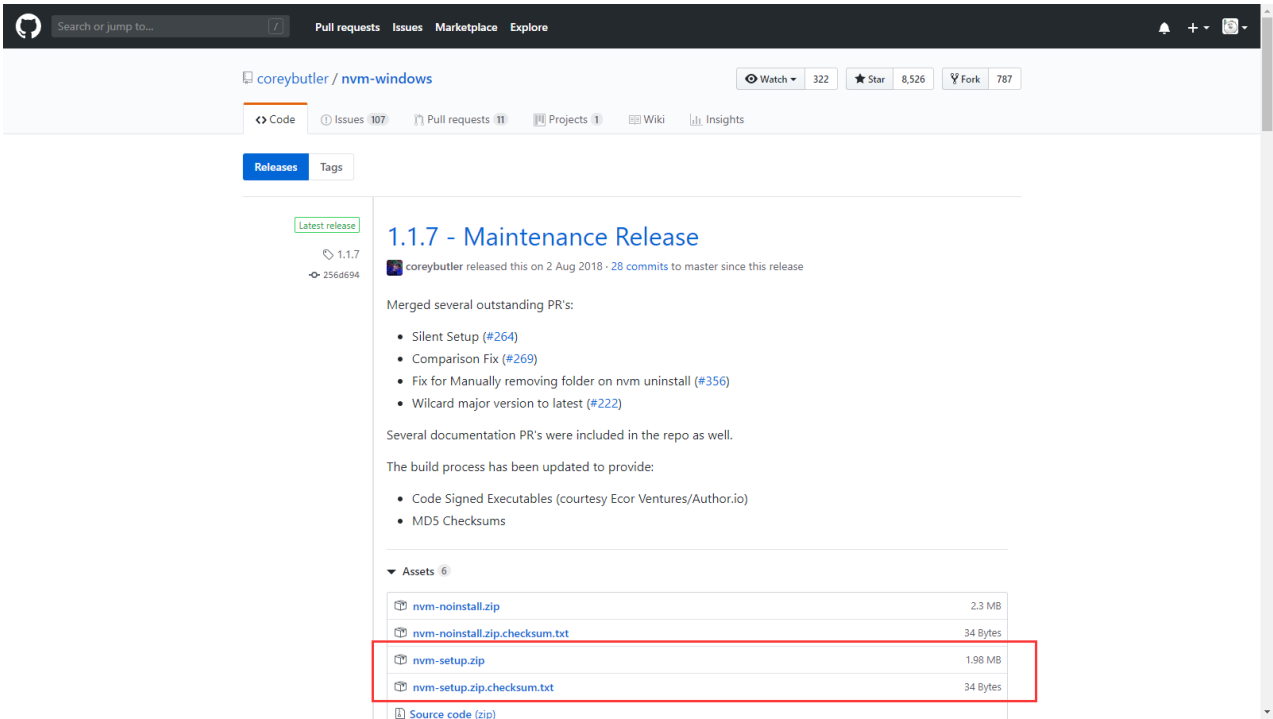 Search or jump to... /
Pull requests Issues Marketplace Explore
coreybutler / nvm-windows
Watch 322 Star 8,526 Fork 787
Code Issues 107 Pull requests 11 Projects 1 Wiki Insights
Releases Tags
Latest release
1.1.7
256d694
1.1.7 - Maintenance Release
coreybutler released this on 2 Aug 2018 · 28 commits to master since this release
Merged several outstanding PR's:
• Silent Setup (#264)
• Comparison Fix (#269)
• Fix for Manually removing folder on nvm uninstall (#356)
• Wilcard major version to latest (#222)
Several documentation PR's were included in the repo as well.
The build process has been updated to provide:
• Code Signed Executables (courtesy Ecor Ventures/Author.io)
• MD5 Checksums
Assets 6
nvm-noinstall.zip 2.3 MB
nvm-noinstall.zip.checksum.txt 34 Bytes
nvm-setup.zip 1.98 MB
nvm-setup.zip.checksum.txt 34 Bytes
Source code (zip)